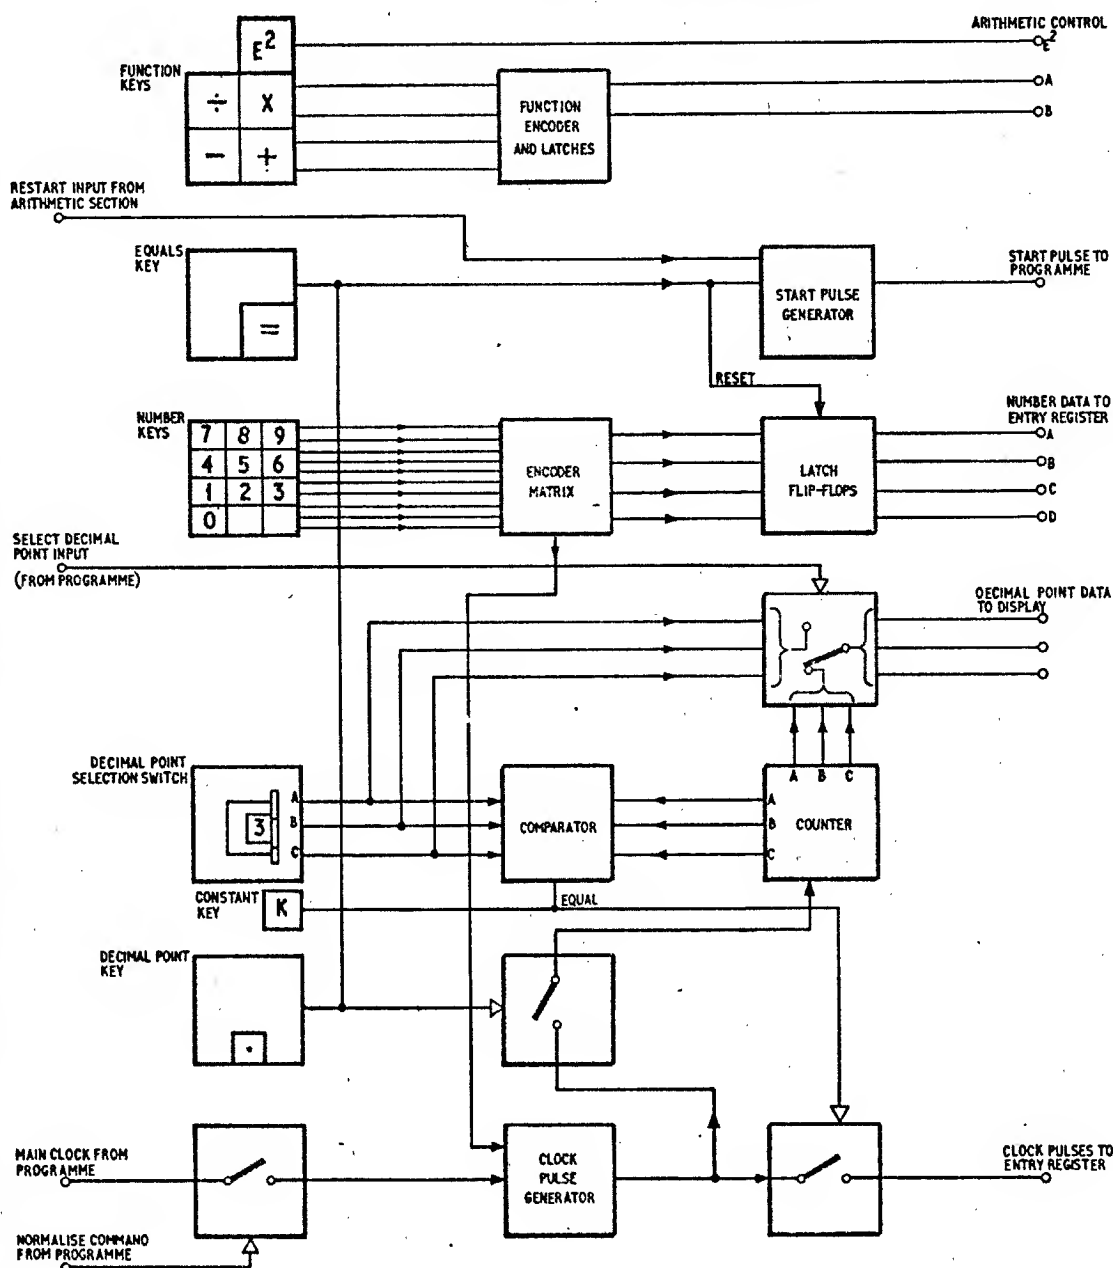 ARITHMETIC CONTROL
E²
E²
FUNCTION
KEYS
÷ X
- +
FUNCTION
ENCODER
AND LATCHES
A
B
RESTART INPUT FROM
ARITHMETIC SECTION
EQUALS
KEY
=
START PULSE
GENERATOR
START PULSE TO
PROGRAMME
RESET
NUMBER
KEYS
7 8 9
4 5 6
1 2 3
0
ENCODER
MATRIX
LATCH
FLIP-FLOPS
NUMBER DATA TO
ENTRY REGISTER
A
B
C
D
SELECT DECIMAL
POINT INPUT
(FROM PROGRAMME)
DECIMAL POINT DATA
TO DISPLAY
DECIMAL POINT
SELECTION SWITCH
3
A
B
C
COMPARATOR
A B C
A
B
C
COUNTER
CONSTANT
KEY
K
EQUAL
DECIMAL POINT
KEY
.
MAIN CLOCK FROM
PROGRAMME
CLOCK
PULSE
GENERATOR
CLOCK PULSES TO
ENTRY REGISTER
NORMALISE COMMAND
FROM PROGRAMME